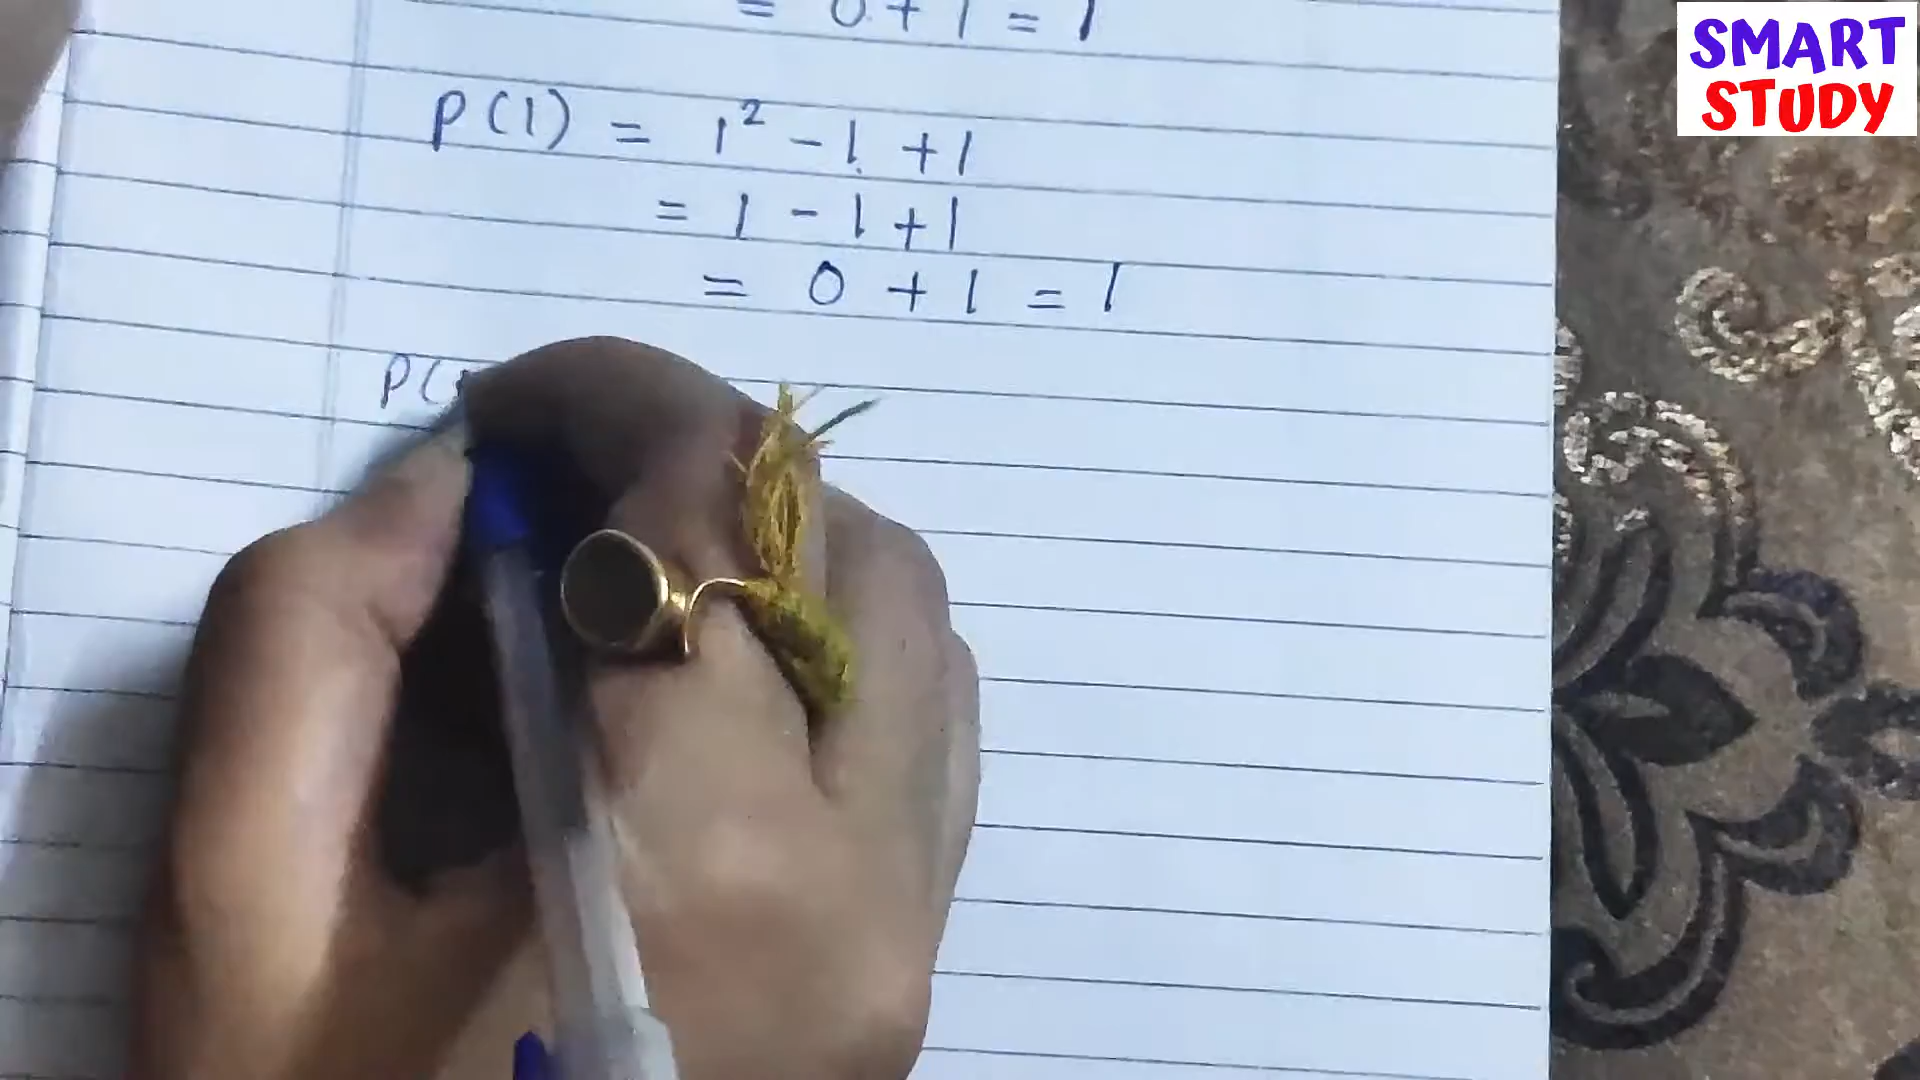 = 0 + 1 = 1
P(1) = 1² - 1 + 1
= 1 - 1 + 1
= 0 + 1 = 1
P(
SMART
STUDY